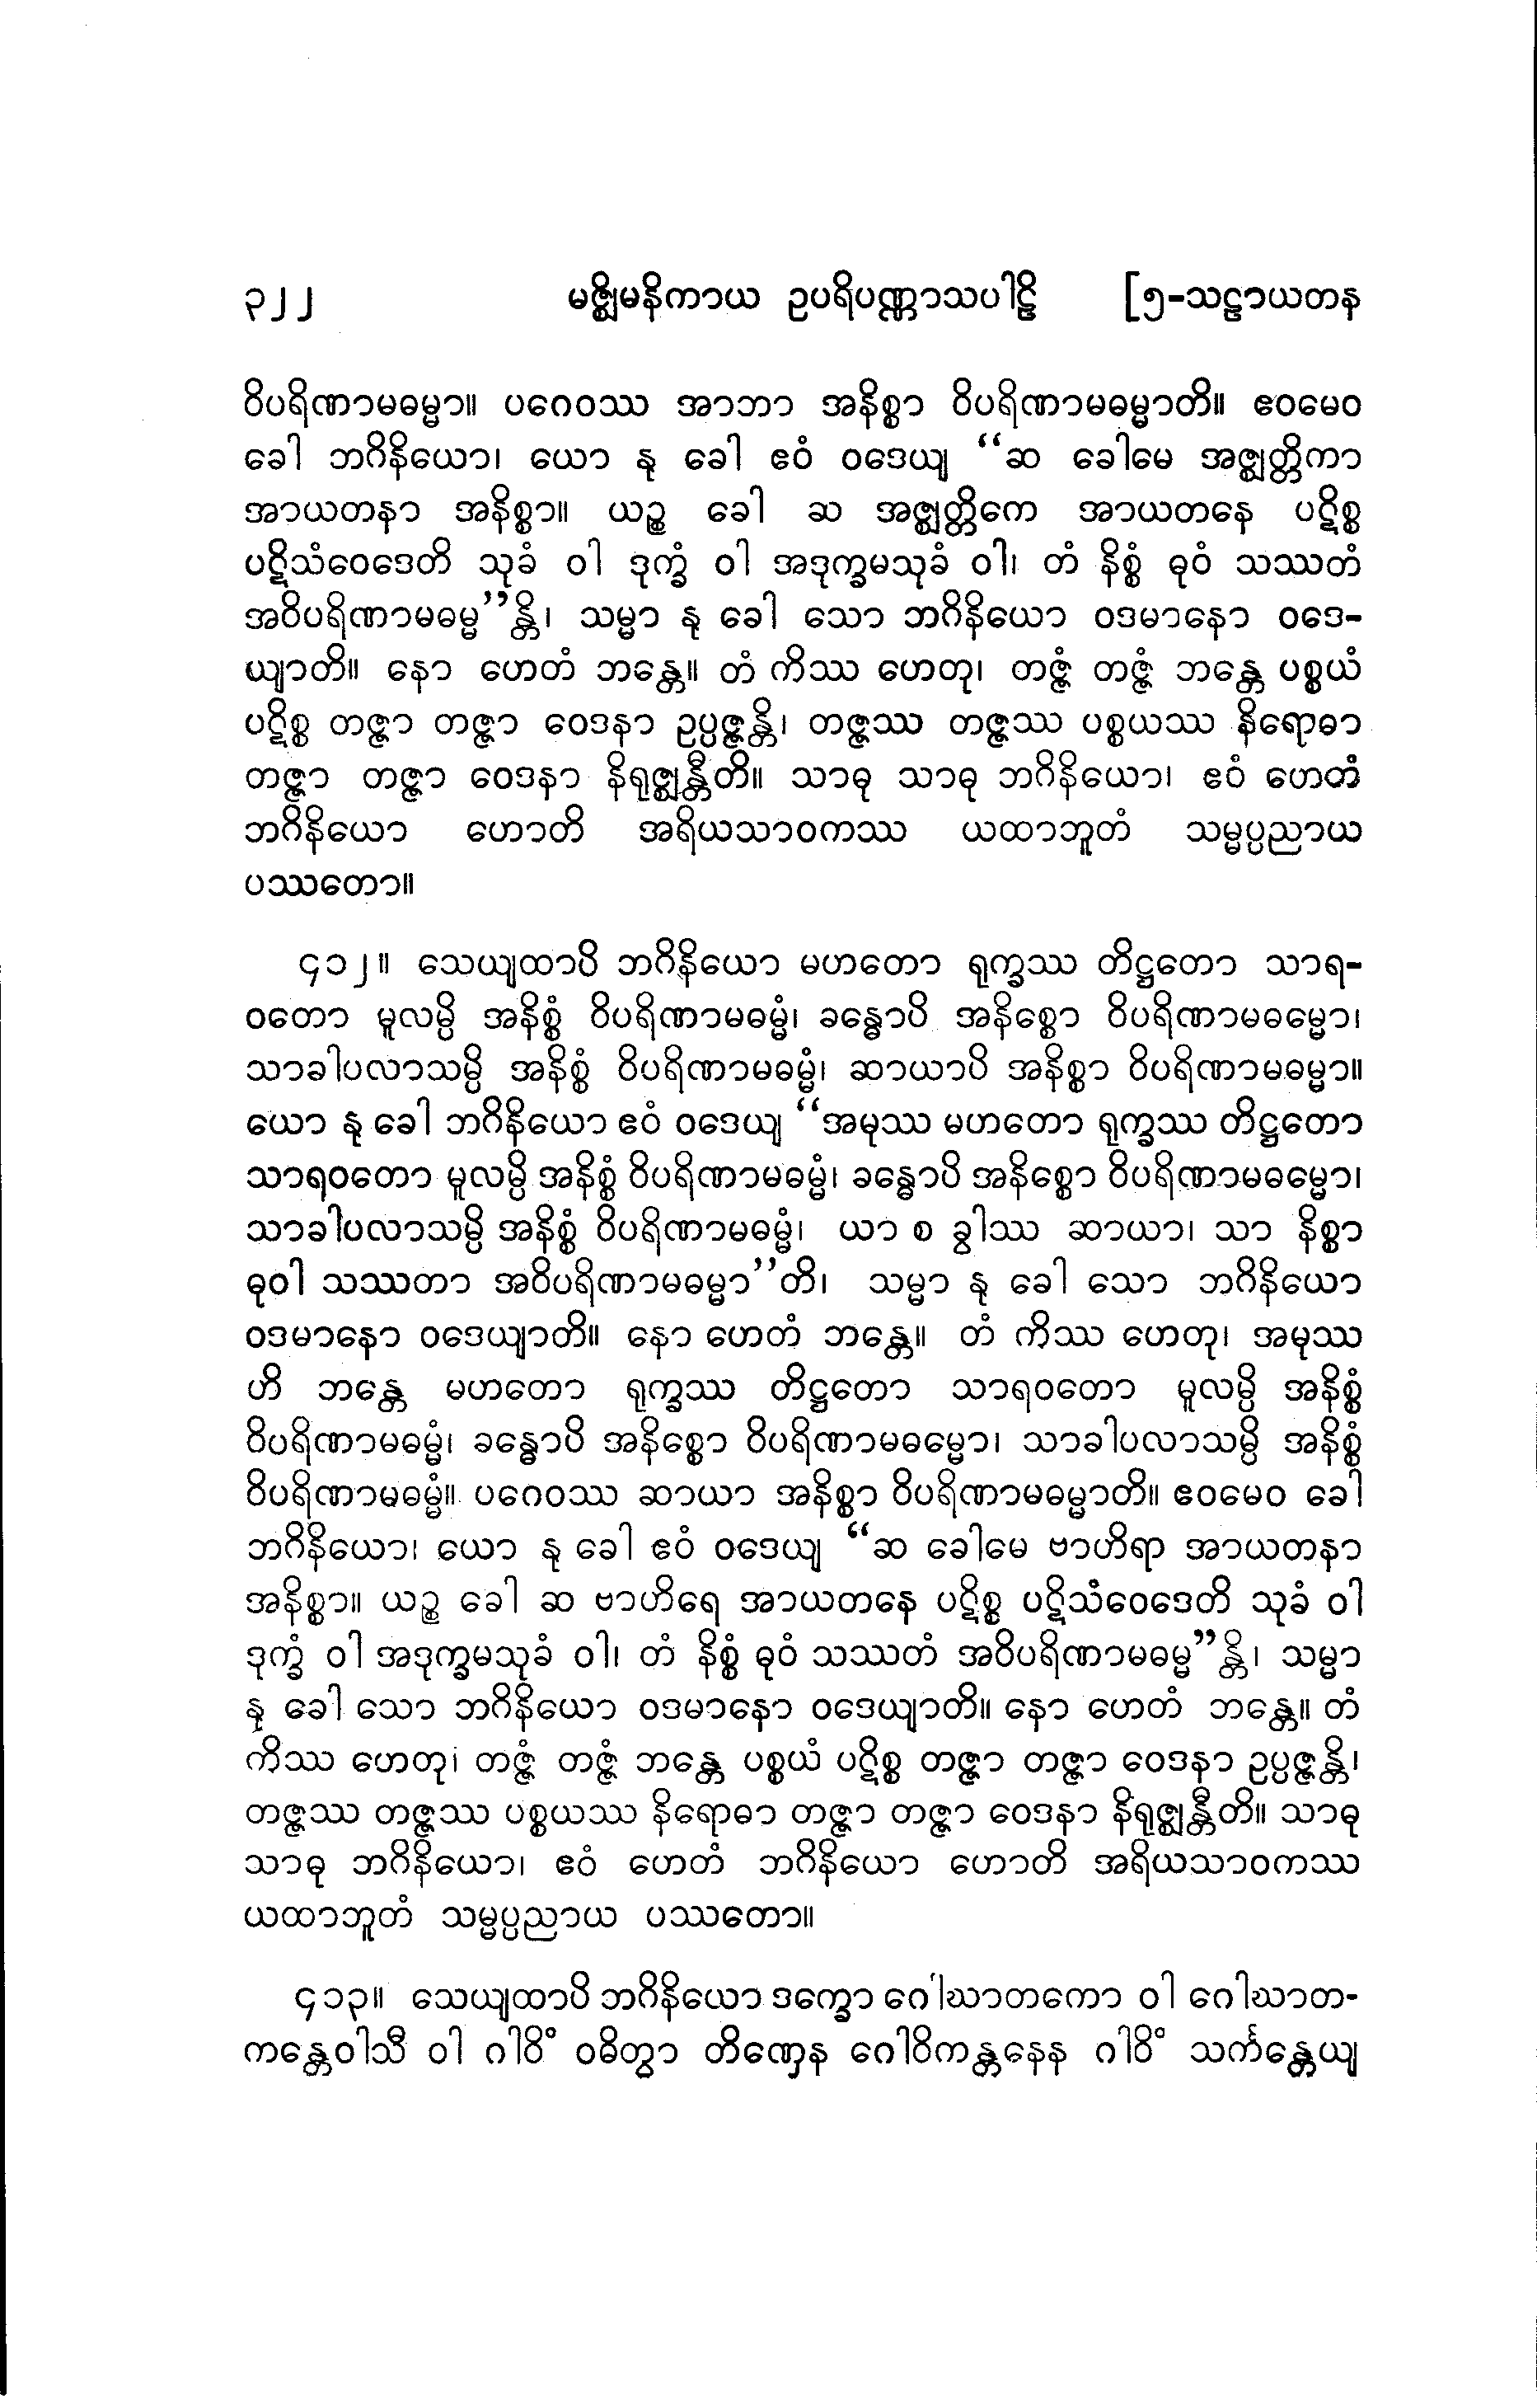 ၃၂၂ မဇ္ဈိမနိကာယ ဥပရိပဏ္ဏာသပါဠိ [၅-သဠာယတန
ဝိပရိဏာမဓမ္မာ။ ပဂေဝဿ အာဘာ အနိစ္စာ ဝိပရိဏာမဓမ္မာတိ။ ဧဝမေဝ
ခေါ ဘဂိနိယော၊ ယော နု ခေါ ဧဝံ ဝဒေယျ “ဆ ခေါမေ အဇ္ဈတ္တိကာ
အာယတနာ အနိစ္စာ။ ယဉ္စ ခေါ ဆ အဇ္ဈတ္တိကေ အာယတနေ ပဋိစ္စ
ပဋိသံဝေဒေတိ သုခံ ဝါ ဒုက္ခံ ဝါ အဒုက္ခမသုခံ ဝါ၊ တံ နိစ္စံ ဓုဝံ သဿတံ
အဝိပရိဏာမဓမ္မ”န္တိ၊ သမ္မာ နု ခေါ သော ဘဂိနိယော ဝဒမာနော ဝဒေ-
ယျာတိ။ နော ဟေတံ ဘန္တေ။ တံ ကိဿ ဟေတု၊ တဇ္ဇံ တဇ္ဇံ ဘန္တေ ပစ္စယံ
ပဋိစ္စ တဇ္ဇာ တဇ္ဇာ ဝေဒနာ ဥပ္ပဇ္ဇန္တိ၊ တဇ္ဇဿ တဇ္ဇဿ ပစ္စယဿ နိရောဓာ
တဇ္ဇာ တဇ္ဇာ ဝေဒနာ နိရုဇ္ဈန္တီတိ။ သာဓု သာဓု ဘဂိနိယော၊ ဧဝံ ဟေတံ
ဘဂိနိယော ဟောတိ အရိယသာဝကဿ ယထာဘူတံ သမ္မပ္ပညာယ
ပဿတော။
၄၁၂။ သေယျထာပိ ဘဂိနိယော မဟတော ရုက္ခဿ တိဋ္ဌတော သာရ-
ဝတော မူလမ္ပိ အနိစ္စံ ဝိပရိဏာမဓမ္မံ၊ ခန္ဓောပိ အနိစ္စော ဝိပရိဏာမဓမ္မော၊
သာခါပလာသမ္ပိ အနိစ္စံ ဝိပရိဏာမဓမ္မံ၊ ဆာယာပိ အနိစ္စာ ဝိပရိဏာမဓမ္မာ။
ယော နု ခေါ ဘဂိနိယော ဧဝံ ဝဒေယျ “အမုဿ မဟတော ရုက္ခဿ တိဋ္ဌတော
သာရဝတော မူလမ္ပိ အနိစ္စံ ဝိပရိဏာမဓမ္မံ၊ ခန္ဓောပိ အနိစ္စော ဝိပရိဏာမဓမ္မော၊
သာခါပလာသမ္ပိ အနိစ္စံ ဝိပရိဏာမဓမ္မံ၊ ယာ စ ခွါဿ ဆာယာ၊ သာ နိစ္စာ
ဓုဝါ သဿတာ အဝိပရိဏာမဓမ္မာ”တိ၊ သမ္မာ နု ခေါ သော ဘဂိနိယော
ဝဒမာနော ဝဒေယျာတိ။ နော ဟေတံ ဘန္တေ။ တံ ကိဿ ဟေတု၊ အမုဿ
ဟိ ဘန္တေ မဟတော ရုက္ခဿ တိဋ္ဌတော သာရဝတော မူလမ္ပိ အနိစ္စံ
ဝိပရိဏာမဓမ္မံ၊ ခန္ဓောပိ အနိစ္စော ဝိပရိဏာမဓမ္မော၊ သာခါပလာသမ္ပိ အနိစ္စံ
ဝိပရိဏာမဓမ္မံ။ ပဂေဝဿ ဆာယာ အနိစ္စာ ဝိပရိဏာမဓမ္မာတိ။ ဧဝမေဝ ခေါ
ဘဂိနိယော၊ ယော နု ခေါ ဧဝံ ဝဒေယျ “ဆ ခေါမေ ဗာဟိရာ အာယတနာ
အနိစ္စာ။ ယဉ္စ ခေါ ဆ ဗာဟိရေ အာယတနေ ပဋိစ္စ ပဋိသံဝေဒေတိ သုခံ ဝါ
ဒုက္ခံ ဝါ အဒုက္ခမသုခံ ဝါ၊ တံ နိစ္စံ ဓုဝံ သဿတံ အဝိပရိဏာမဓမ္မ”န္တိ၊ သမ္မာ
နု ခေါ သော ဘဂိနိယော ဝဒမာနော ဝဒေယျာတိ။ နော ဟေတံ ဘန္တေ။ တံ
ကိဿ ဟေတု၊ တဇ္ဇံ တဇ္ဇံ ဘန္တေ ပစ္စယံ ပဋိစ္စ တဇ္ဇာ တဇ္ဇာ ဝေဒနာ ဥပ္ပဇ္ဇန္တိ၊
တဇ္ဇဿ တဇ္ဇဿ ပစ္စယဿ နိရောဓာ တဇ္ဇာ တဇ္ဇာ ဝေဒနာ နိရုဇ္ဈန္တီတိ။ သာဓု
သာဓု ဘဂိနိယော၊ ဧဝံ ဟေတံ ဘဂိနိယော ဟောတိ အရိယသာဝကဿ
ယထာဘူတံ သမ္မပ္ပညာယ ပဿတော။
၄၁၃။ သေယျထာပိ ဘဂိနိယော ဒက္ခော ဂေါဃာတကော ဝါ ဂေါဃာတ-
ကန္တေဝါသီ ဝါ ဂါဝိံ ဝဓိတွာ တိဏှေန ဂေါဝိကန္တနေန ဂါဝိံ သင်္ကန္တေယျ